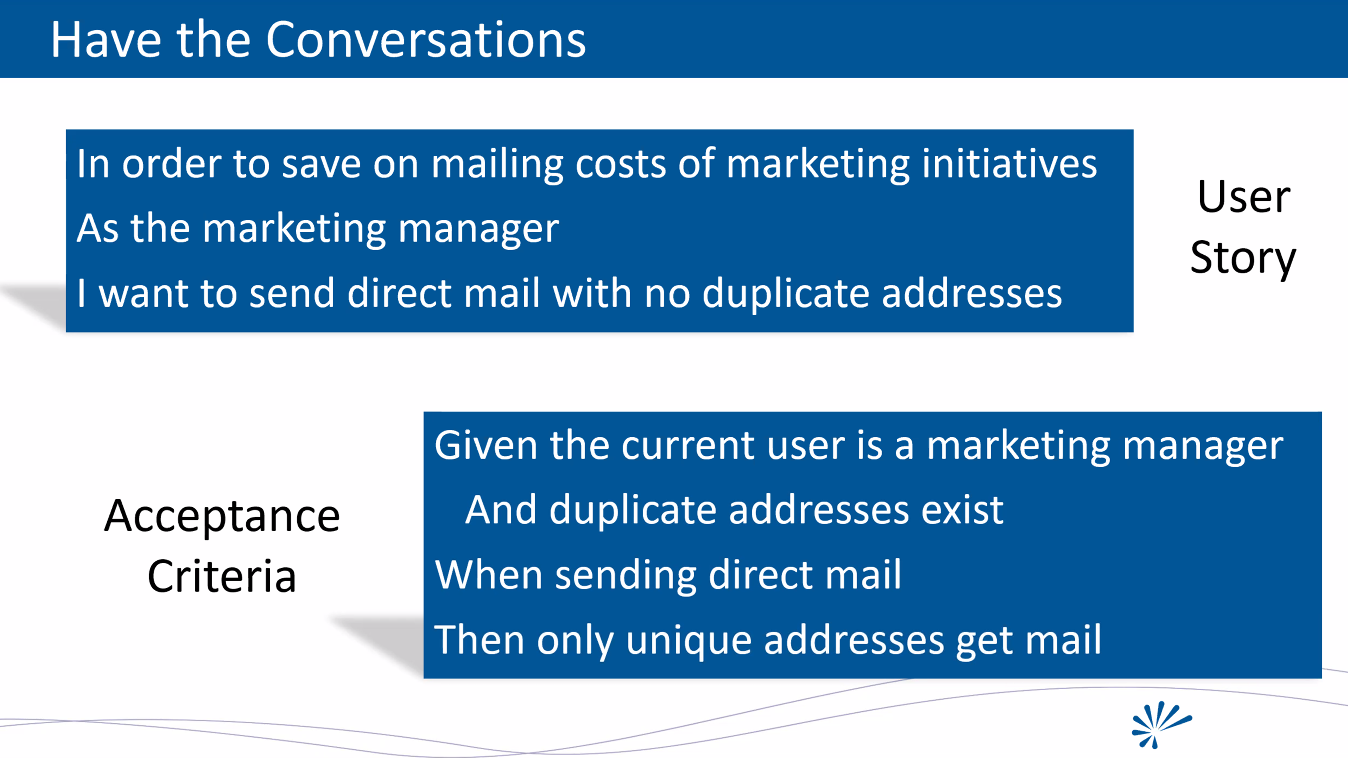 Have the Conversations
In order to save on mailing costs of marketing initiatives
As the marketing manager
I want to send direct mail with no duplicate addresses
User
Story
Acceptance
Criteria
Given the current user is a marketing manager
And duplicate addresses exist
When sending direct mail
Then only unique addresses get mail